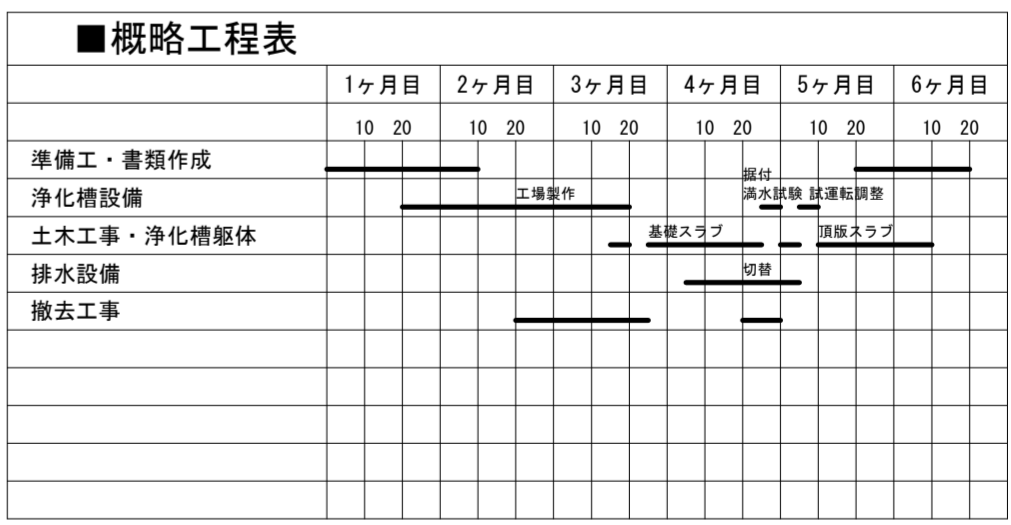 ■概略工程表
1ヶ月目 2ヶ月目 3ヶ月目 4ヶ月目 5ヶ月目 6ヶ月目
10 20 10 20 10 20 10 20 10 20 10 20
準備工・書類作成
据付
浄化槽設備 工場製作 満水試験 試運転調整
土木工事・浄化槽躯体 基礎スラブ 頂版スラブ
排水設備 切替
撤去工事